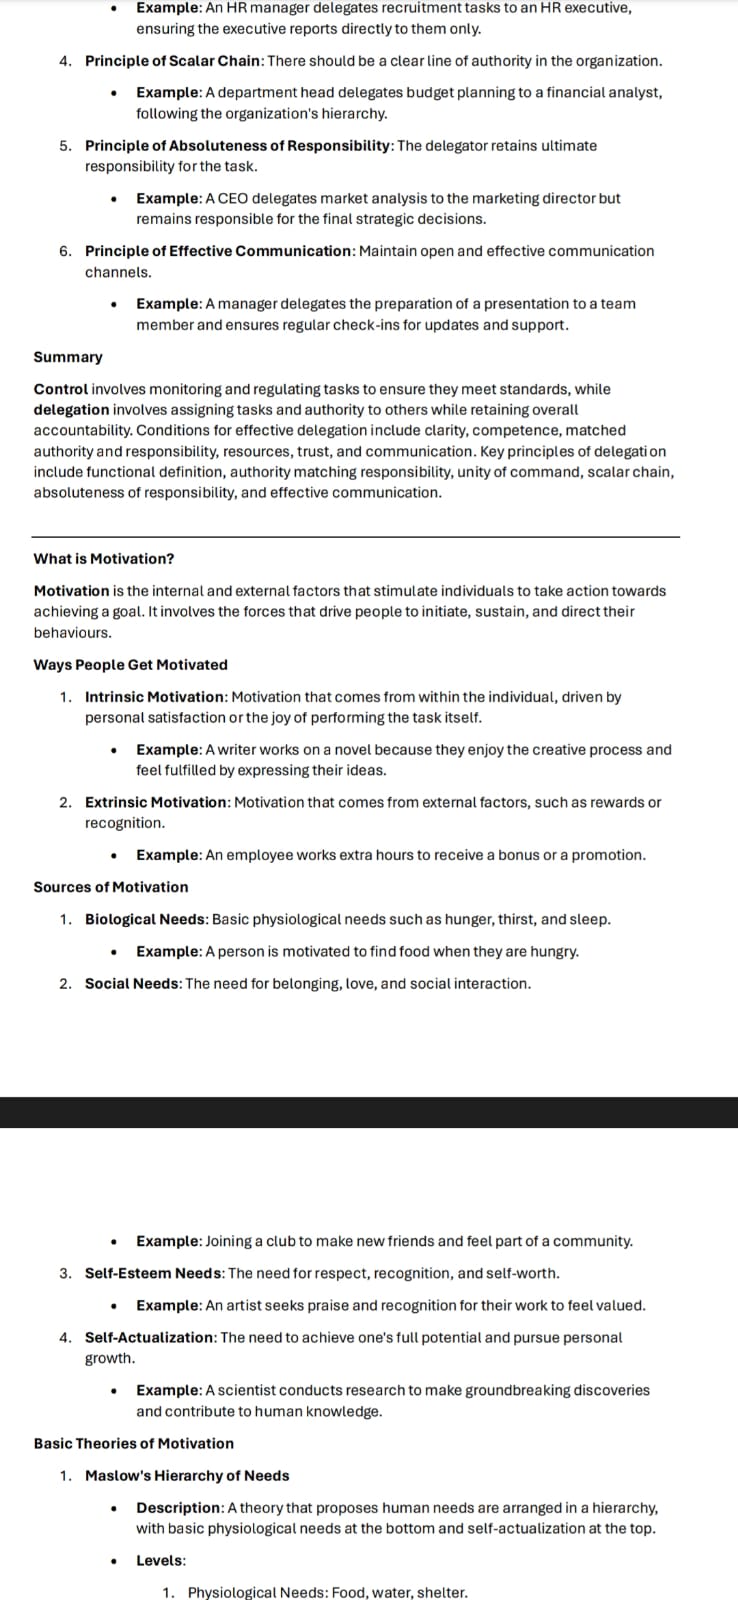 • Example: An HR manager delegates recruitment tasks to an HR executive,
ensuring the executive reports directly to them only.
4. Principle of Scalar Chain: There should be a clear line of authority in the organization.
• Example: A department head delegates budget planning to a financial analyst,
following the organization's hierarchy.
5. Principle of Absoluteness of Responsibility: The delegator retains ultimate
responsibility for the task.
• Example: A CEO delegates market analysis to the marketing director but
remains responsible for the final strategic decisions.
6. Principle of Effective Communication: Maintain open and effective communication
channels.
• Example: A manager delegates the preparation of a presentation to a team
member and ensures regular check-ins for updates and support.
Summary
Control involves monitoring and regulating tasks to ensure they meet standards, while
delegation involves assigning tasks and authority to others while retaining overall
accountability. Conditions for effective delegation include clarity, competence, matched
authority and responsibility, resources, trust, and communication. Key principles of delegation
include functional definition, authority matching responsibility, unity of command, scalar chain,
absoluteness of responsibility, and effective communication.
What is Motivation?
Motivation is the internal and external factors that stimulate individuals to take action towards
achieving a goal. It involves the forces that drive people to initiate, sustain, and direct their
behaviours.
Ways People Get Motivated
1. Intrinsic Motivation: Motivation that comes from within the individual, driven by
personal satisfaction or the joy of performing the task itself.
• Example: A writer works on a novel because they enjoy the creative process and
feel fulfilled by expressing their ideas.
2. Extrinsic Motivation: Motivation that comes from external factors, such as rewards or
recognition.
• Example: An employee works extra hours to receive a bonus or a promotion.
Sources of Motivation
1. Biological Needs: Basic physiological needs such as hunger, thirst, and sleep.
• Example: A person is motivated to find food when they are hungry.
2. Social Needs: The need for belonging, love, and social interaction.
• Example: Joining a club to make new friends and feel part of a community.
3. Self-Esteem Needs: The need for respect, recognition, and self-worth.
• Example: An artist seeks praise and recognition for their work to feel valued.
4. Self-Actualization: The need to achieve one's full potential and pursue personal
growth.
• Example: A scientist conducts research to make groundbreaking discoveries
and contribute to human knowledge.
Basic Theories of Motivation
1. Maslow's Hierarchy of Needs
• Description: A theory that proposes human needs are arranged in a hierarchy,
with basic physiological needs at the bottom and self-actualization at the top.
• Levels:
1. Physiological Needs: Food, water, shelter.